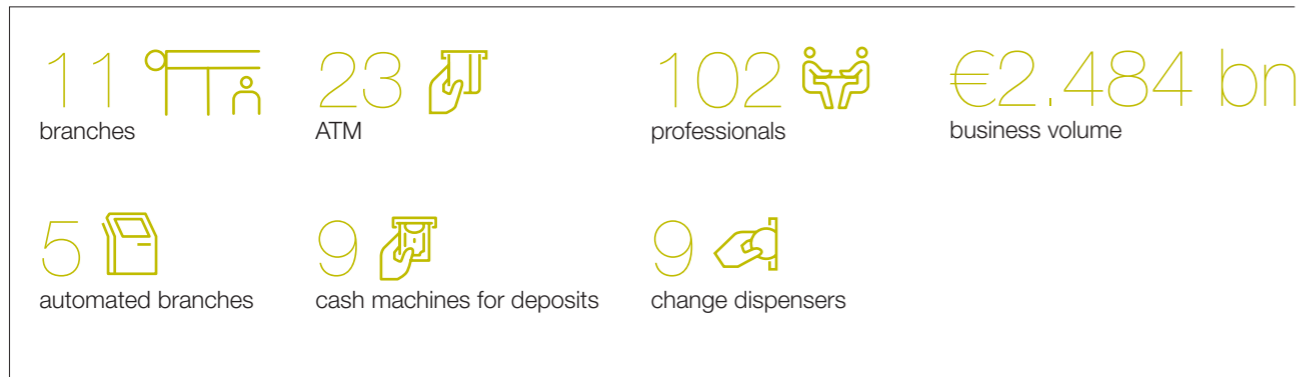 11
branches
23
ATM
102
professionals
€2.484 bn
business volume
5
automated branches
9
cash machines for deposits
9
change dispensers